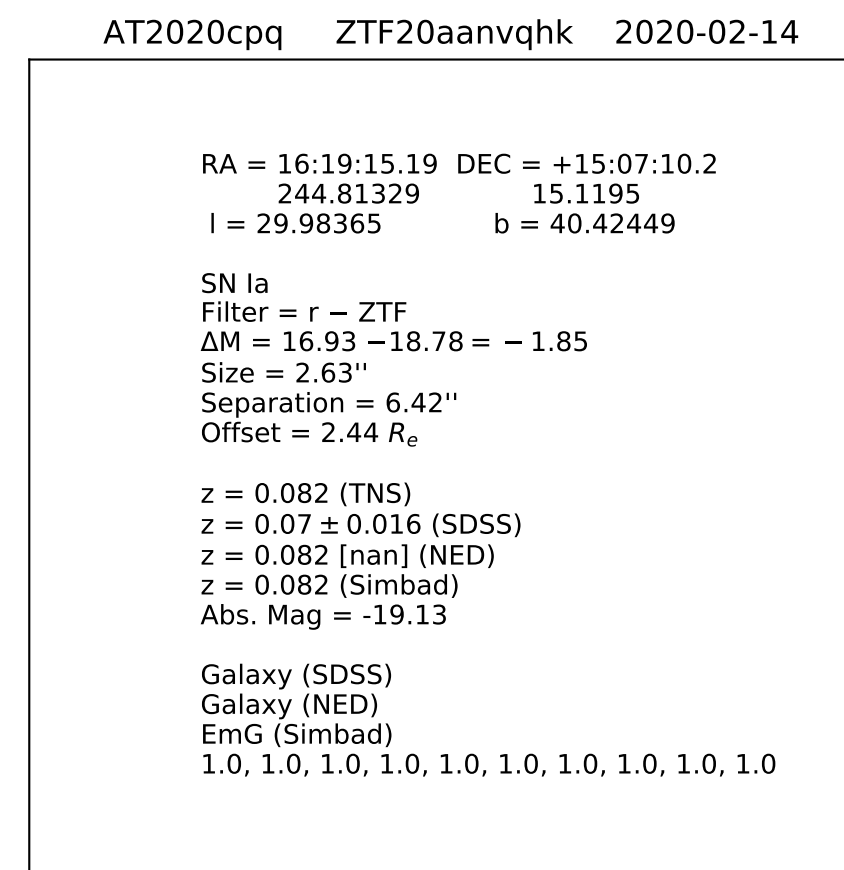 AT2020cpq ZTF20aanvqhk 2020-02-14
RA = 16:19:15.19 DEC = +15:07:10.2
244.81329 15.1195
l = 29.98365 b = 40.42449
SN Ia
Filter = r − ZTF
ΔM = 16.93 −18.78 = − 1.85
Size = 2.63''
Separation = 6.42''
Offset = 2.44 Rₑ
z = 0.082 (TNS)
z = 0.07 ± 0.016 (SDSS)
z = 0.082 [nan] (NED)
z = 0.082 (Simbad)
Abs. Mag = -19.13
Galaxy (SDSS)
Galaxy (NED)
EmG (Simbad)
1.0, 1.0, 1.0, 1.0, 1.0, 1.0, 1.0, 1.0, 1.0, 1.0